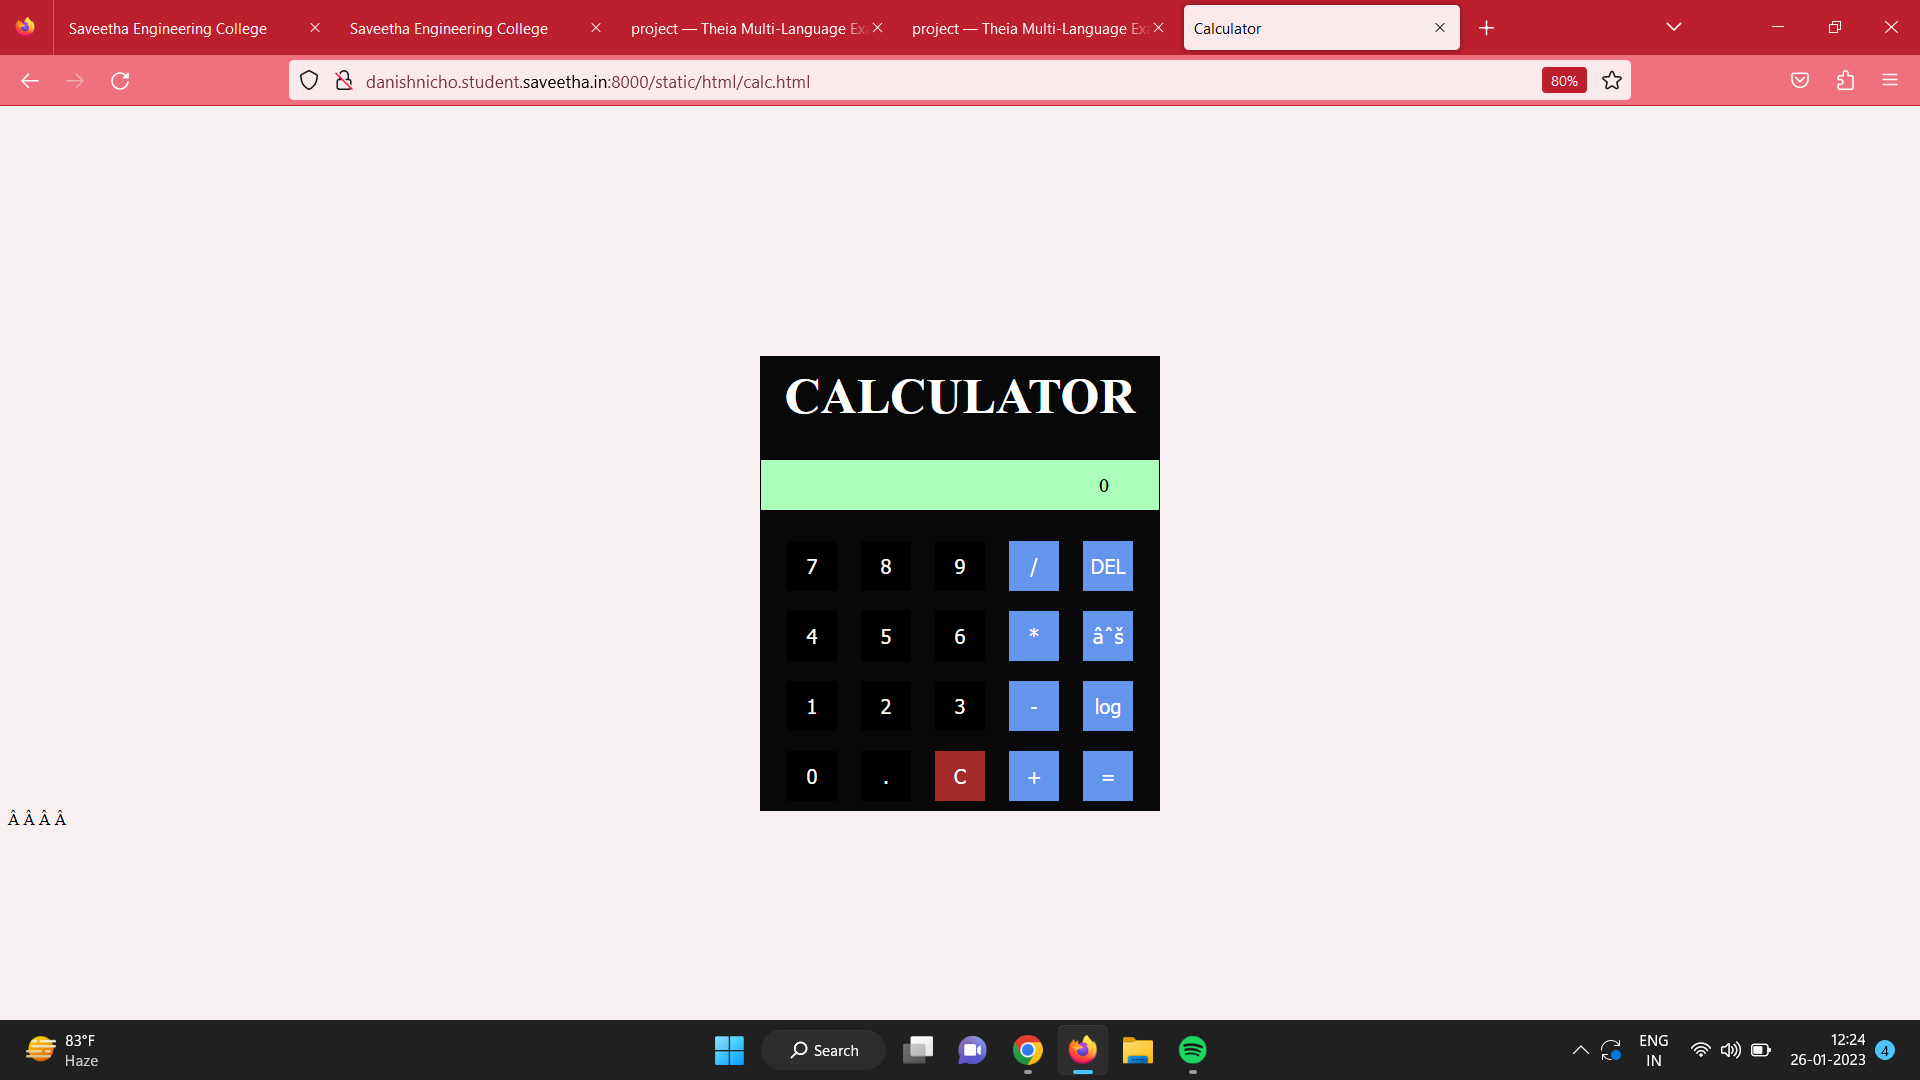 Saveetha Engineering College
Saveetha Engineering College
project — Theia Multi-Language Ex
project — Theia Multi-Language Ex
Calculator
danishnicho.student.saveetha.in:8000/static/html/calc.html
80%
CALCULATOR
0
7 8 9 / DEL
4 5 6 * âˆš
1 2 3 - log
0 . C + =
Â Â Â Â
83°F
Haze
Search
ENG
IN
12:24
26-01-2023
4